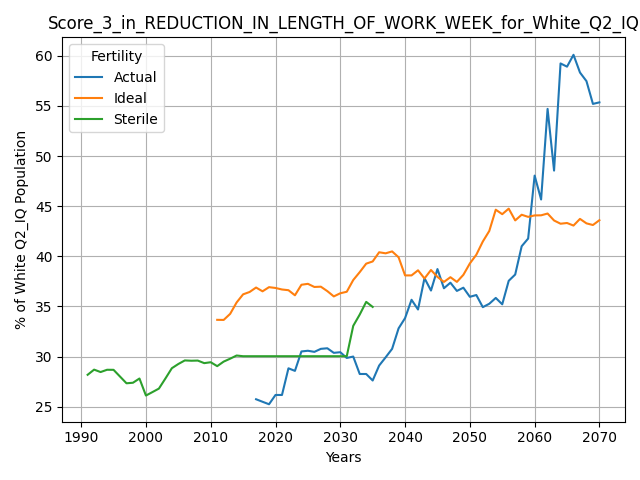 Score_3_in_REDUCTION_IN_LENGTH_OF_WORK_WEEK_for_White_Q2_IQ
Fertility
Actual
Ideal
Sterile
% of White Q2_IQ Population
60
55
50
45
40
35
30
25
1990 2000 2010 2020 2030 2040 2050 2060 2070
Years